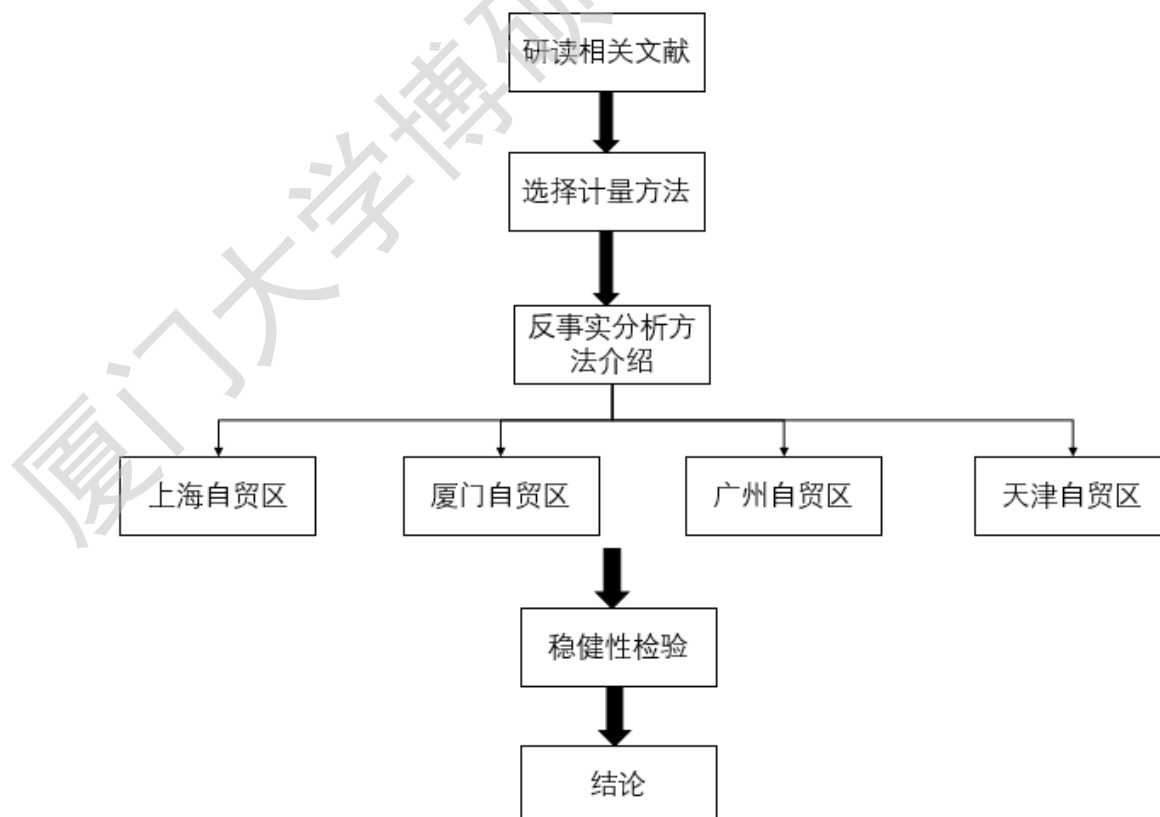 研读相关文献
选择计量方法
反事实分析方
法介绍
上海自贸区
厦门自贸区
广州自贸区
天津自贸区
稳健性检验
结论
厦门大学博硕